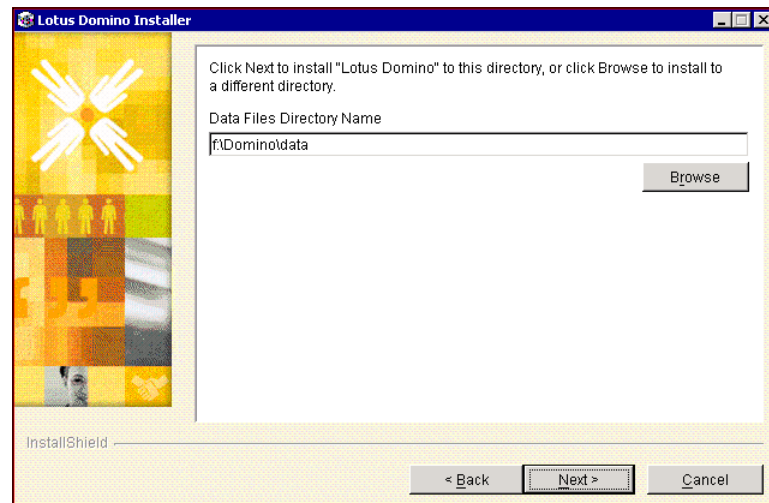 Lotus Domino Installer
Click Next to install "Lotus Domino" to this directory, or click Browse to install to
a different directory.
Data Files Directory Name
f:\Domino\data
Browse
InstallShield
< Back
Next >
Cancel